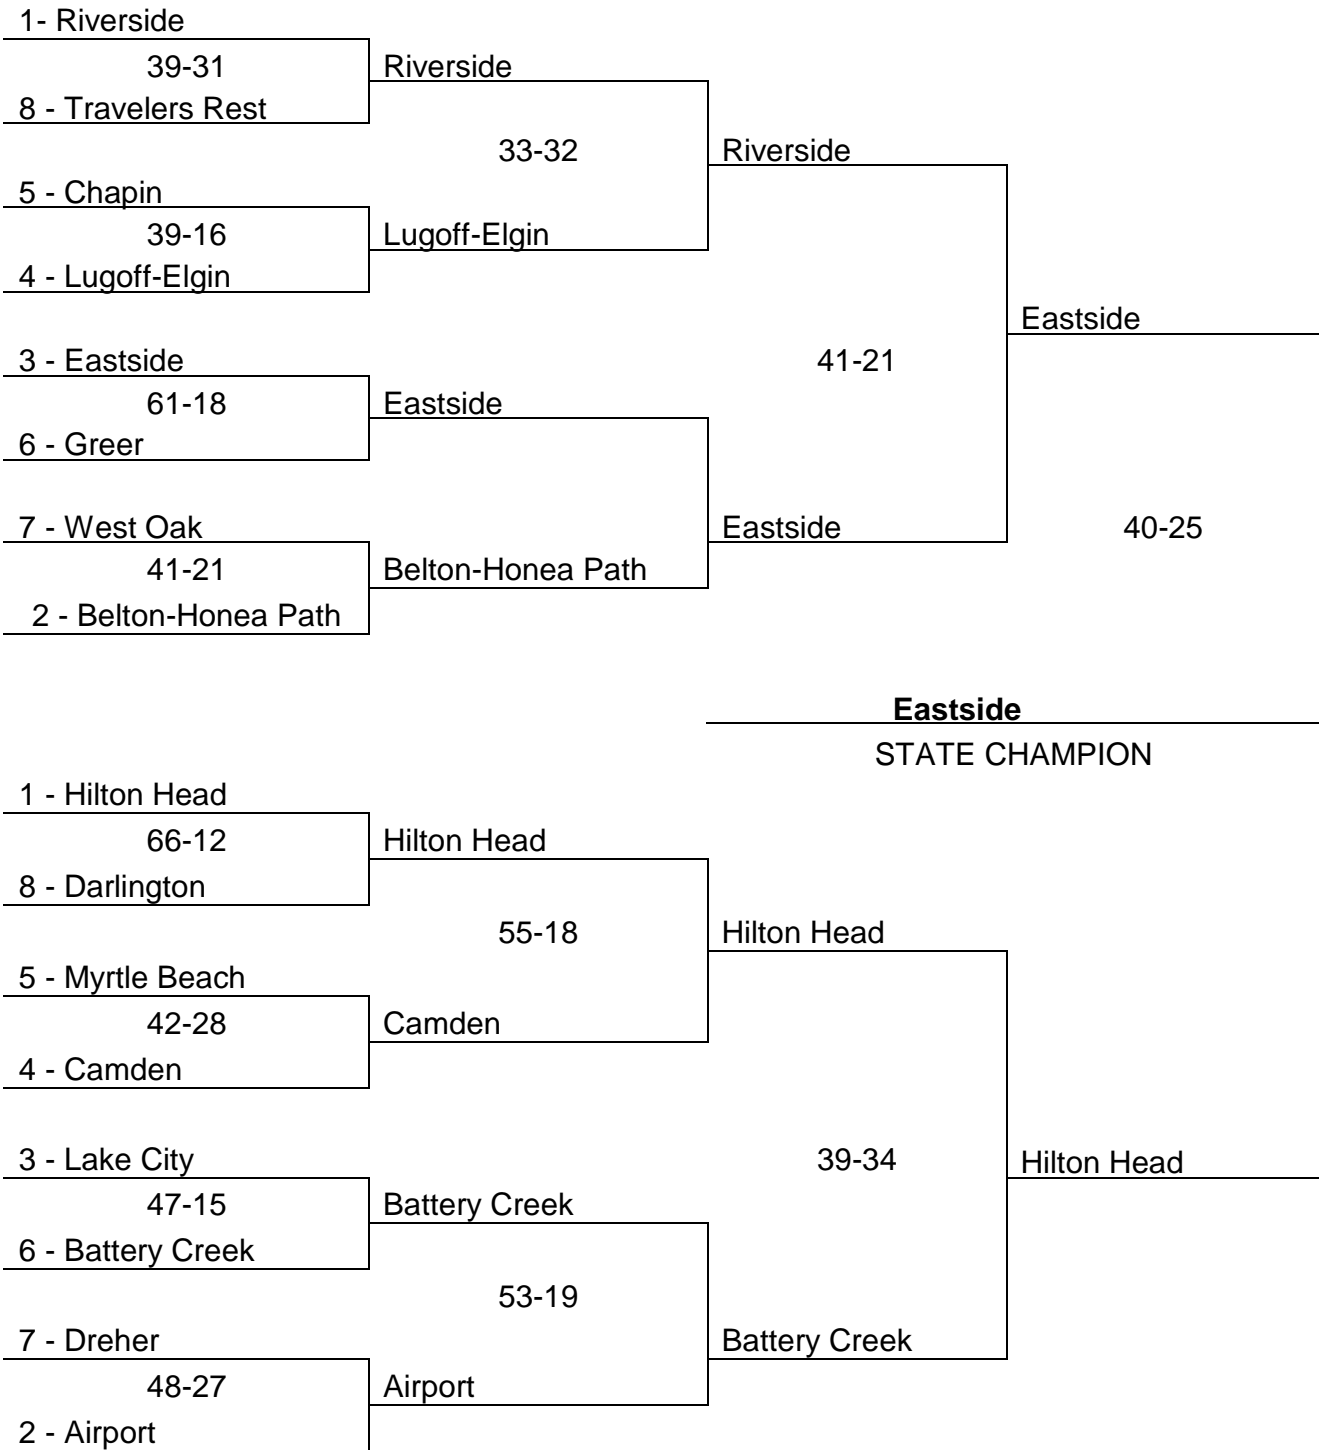 1- Riverside
39-31
Riverside
8 - Travelers Rest
33-32
Riverside
5 - Chapin
39-16
Lugoff-Elgin
4 - Lugoff-Elgin
Eastside
3 - Eastside
41-21
61-18
Eastside
6 - Greer
7 - West Oak
Eastside
40-25
41-21
Belton-Honea Path
2 - Belton-Honea Path
Eastside
STATE CHAMPION
1 - Hilton Head
66-12
Hilton Head
8 - Darlington
55-18
Hilton Head
5 - Myrtle Beach
42-28
Camden
4 - Camden
3 - Lake City
39-34
Hilton Head
47-15
Battery Creek
6 - Battery Creek
53-19
7 - Dreher
Battery Creek
48-27
Airport
2 - Airport